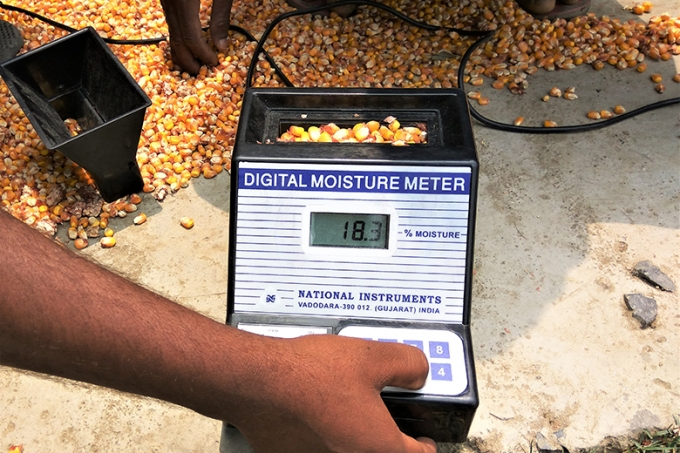 DIGITAL MOISTURE METER
18.3
% MOISTURE
NATIONAL INSTRUMENTS
VADODARA-390 012. (GUJARAT) INDIA
8
4